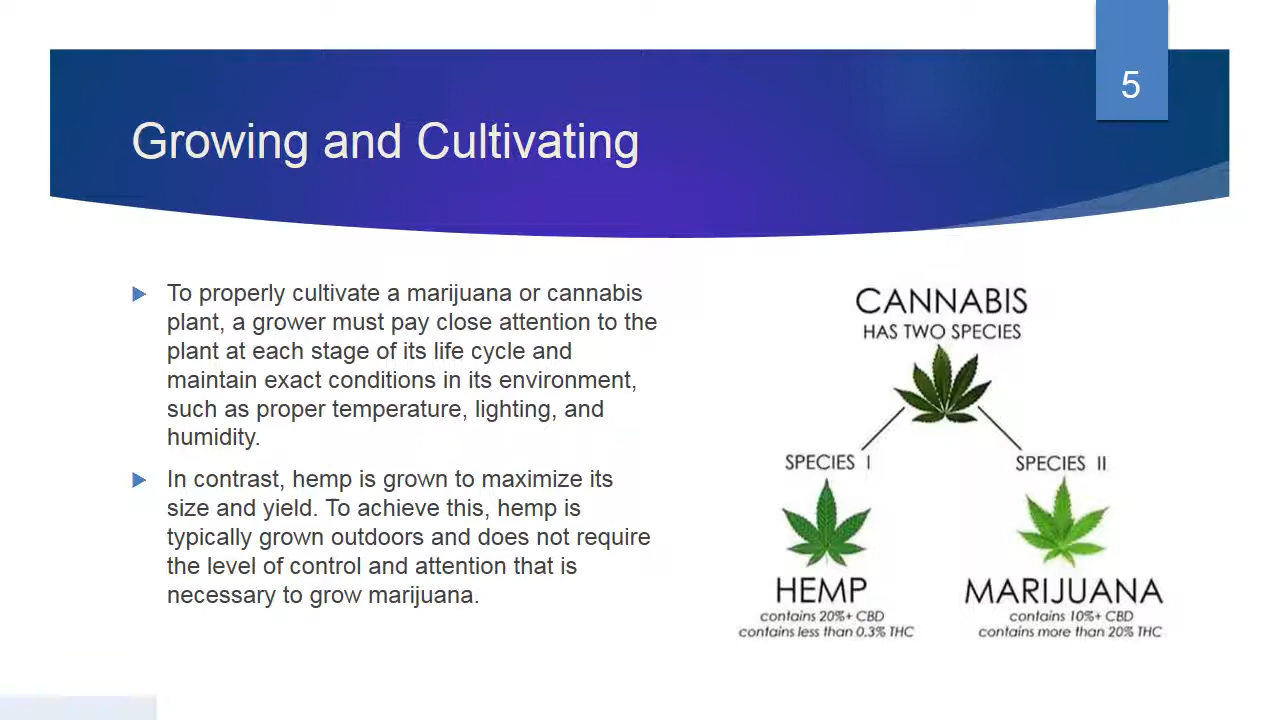 5
Growing and Cultivating
To properly cultivate a marijuana or cannabis
plant, a grower must pay close attention to the
plant at each stage of its life cycle and
maintain exact conditions in its environment,
such as proper temperature, lighting, and
humidity.
In contrast, hemp is grown to maximize its
size and yield. To achieve this, hemp is
typically grown outdoors and does not require
the level of control and attention that is
necessary to grow marijuana.
CANNABIS
HAS TWO SPECIES
SPECIES I
HEMP
contains 20%+ CBD
contains less than 0.3% THC
SPECIES II
MARIJUANA
contains 10%+ CBD
contains more than 20% THC